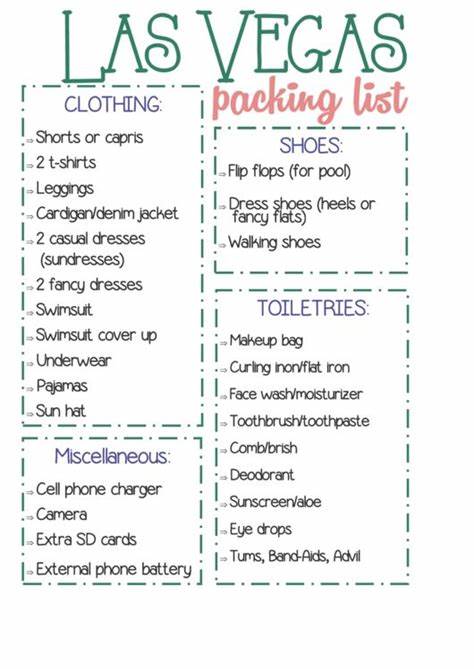 LAS VEGAS
packing list
CLOTHING:
⇒ Shorts or capris
⇒ 2 t-shirts
⇒ Leggings
⇒ Cardigan/denim jacket
⇒ 2 casual dresses
(sundresses)
⇒ 2 fancy dresses
⇒ Swimsuit
⇒ Swimsuit cover up
⇒ Underwear
⇒ Pajamas
⇒ Sun hat
Miscellaneous:
⇒ Cell phone charger
⇒ Camera
⇒ Extra SD cards
⇒ External phone battery
SHOES:
⇒ Flip flops (for pool)
⇒ Dress shoes (heels or
fancy flats)
⇒ Walking shoes
TOILETRIES:
⇒ Makeup bag
⇒ Curling iron/flat iron
⇒ Face wash/moisturizer
⇒ Toothbrush/toothpaste
⇒ Comb/brish
⇒ Deodorant
⇒ Sunscreen/aloe
⇒ Eye drops
⇒ Tums, Band-Aids, Advil